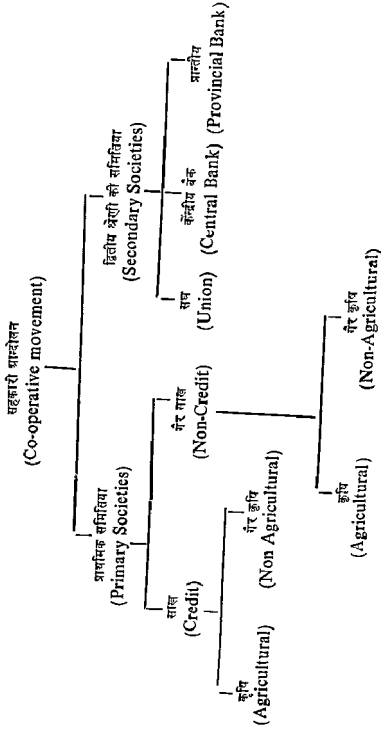 सहकारी आन्दोलन
(Co-operative movement)
प्राथमिक समितिया
(Primary Societies)
द्वितीय श्रेणी की समितिया
(Secondary Societies)
साख
(Credit)
गैर साख
(Non-Credit)
सघ
(Union)
केन्द्रीय बैंक
(Central Bank)
प्रान्तीय
(Provincial Bank)
कृषि
(Agricultural)
गैर कृषि
(Non Agricultural)
कृषि
(Agricultural)
गैर कृषि
(Non-Agricultural)